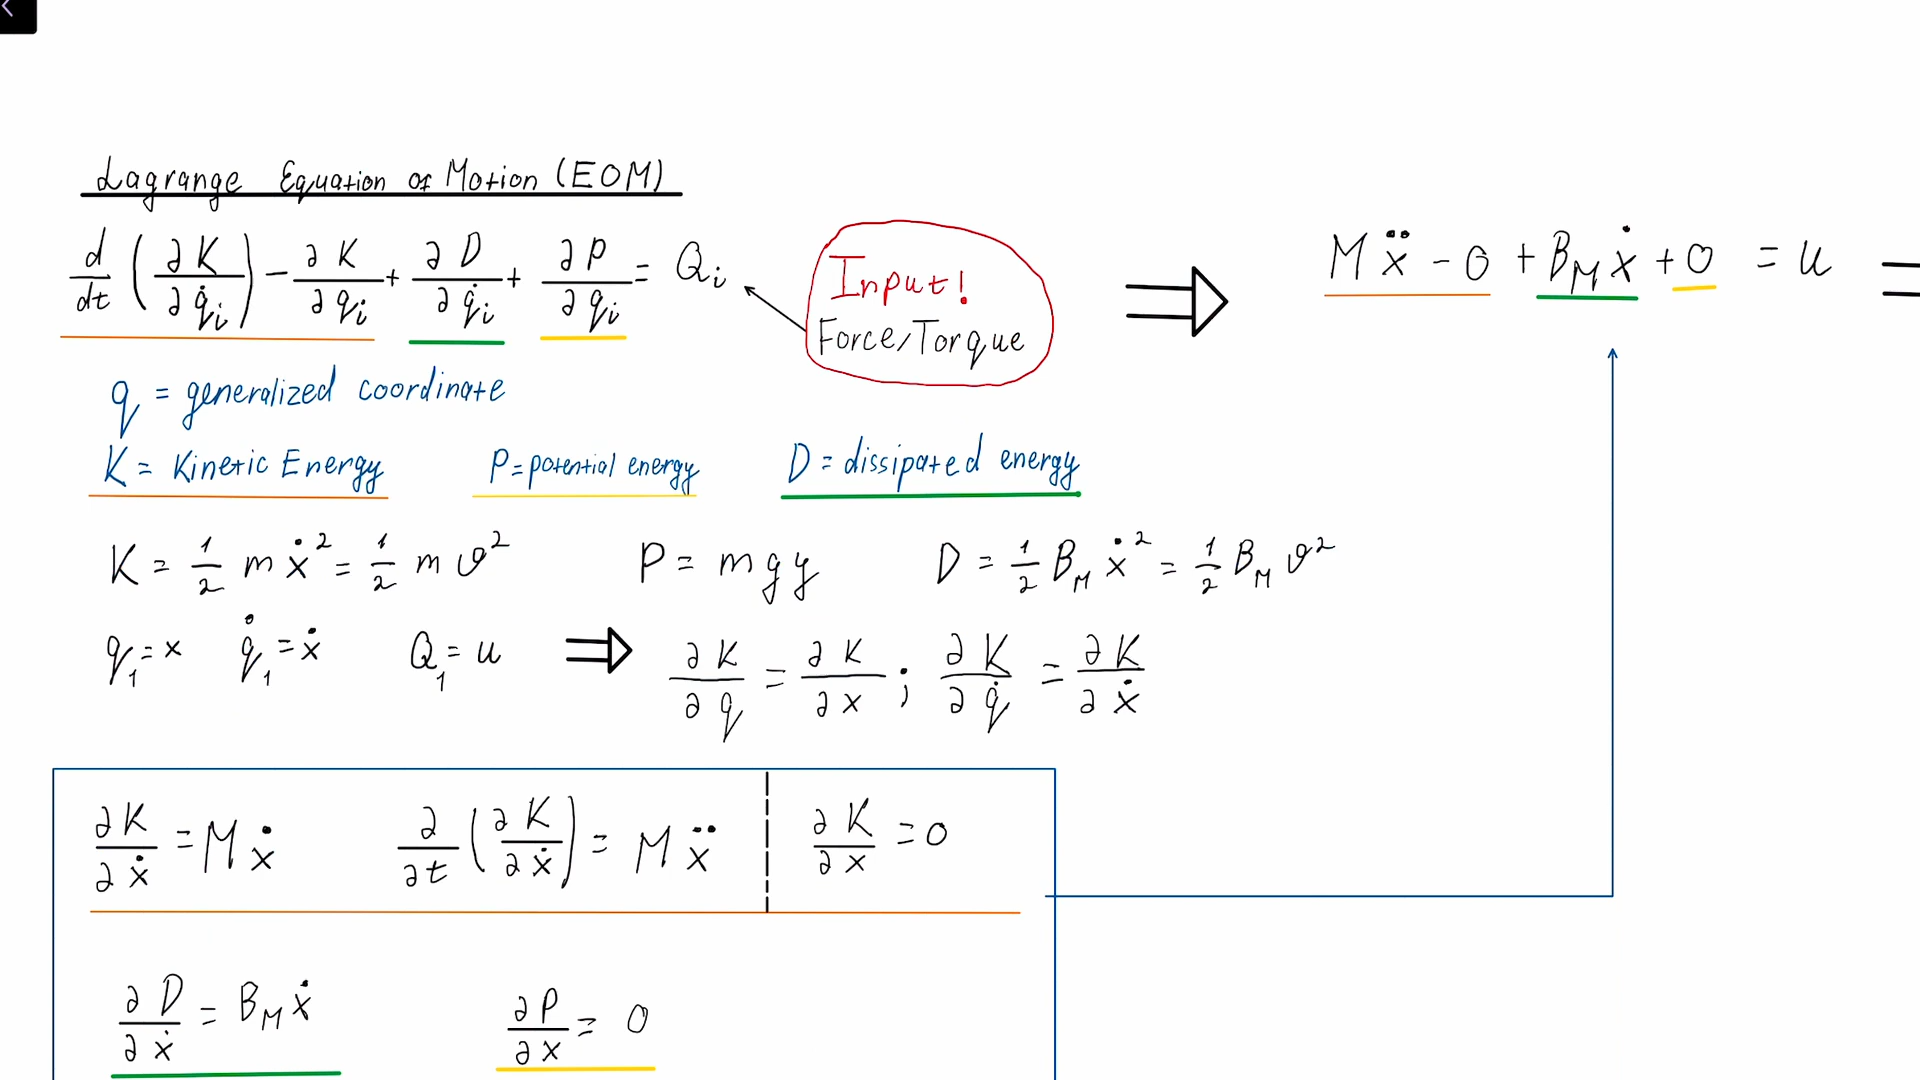 Lagrange Equation of Motion (EOM)
d/dt (∂K/∂q̇ᵢ) − ∂K/∂qᵢ + ∂D/∂q̇ᵢ + ∂P/∂qᵢ = Qᵢ
Input!
Force/Torque
⇒ Mẍ − 0 + B_M ẋ + 0 = u =
q = generalized coordinate
K = Kinetic Energy P = potential energy D = dissipated energy
K = 1/2 m ẋ² = 1/2 m v² P = m g y D = 1/2 B_M ẋ² = 1/2 B_M v²
q₁ = x q̇₁ = ẋ Q₁ = u ⇒ ∂K/∂q = ∂K/∂x ; ∂K/∂q̇ = ∂K/∂ẋ
∂K/∂ẋ = Mẋ ∂/∂t (∂K/∂ẋ) = Mẍ ∂K/∂x = 0
∂D/∂ẋ = B_M ẋ ∂P/∂x = 0